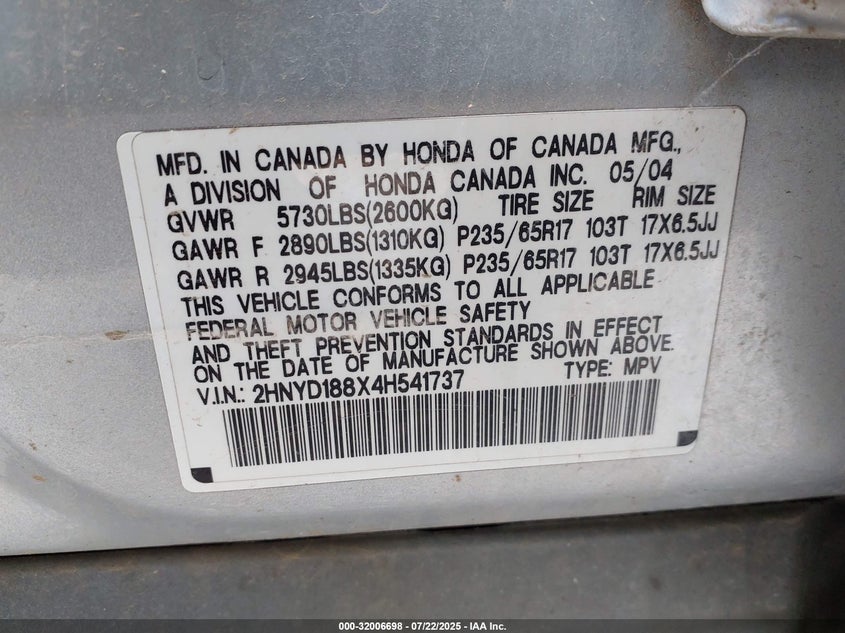 MFD. IN CANADA BY HONDA OF CANADA MFG.,
A DIVISION OF HONDA CANADA INC. 05/04
GVWR 5730LBS(2600KG) TIRE SIZE RIM SIZE
GAWR F 2890LBS(1310KG) P235/65R17 103T 17X6.5JJ
GAWR R 2945LBS(1335KG) P235/65R17 103T 17X6.5JJ
THIS VEHICLE CONFORMS TO ALL APPLICABLE
FEDERAL MOTOR VEHICLE SAFETY
AND THEFT PREVENTION STANDARDS IN EFFECT
ON THE DATE OF MANUFACTURE SHOWN ABOVE.
V.I.N.: 2HNYD188X4H541737 TYPE: MPV
000-32006698 - 07/22/2025 - IAA Inc.